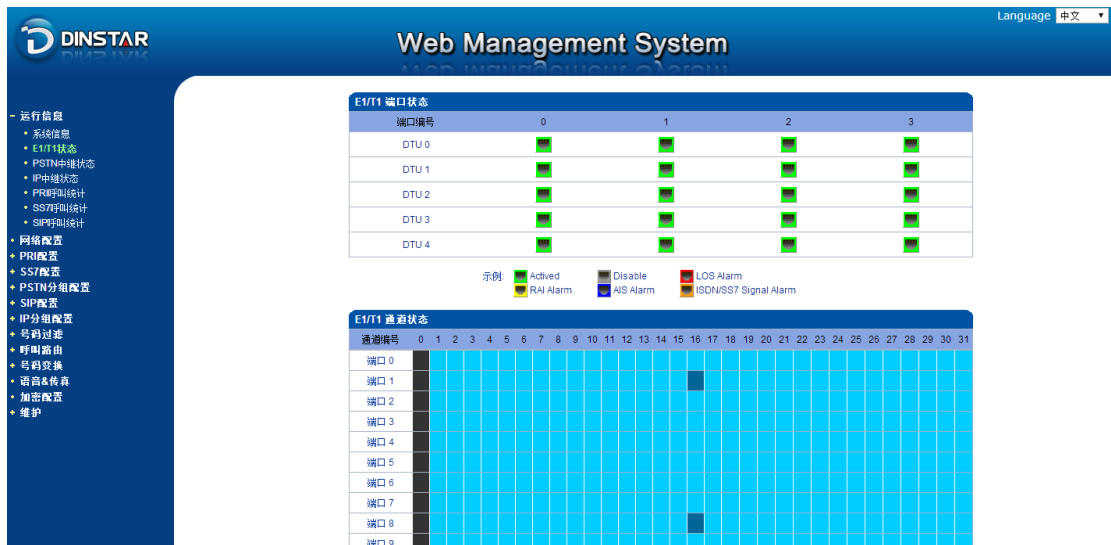 Language 中文
DINSTAR
Web Management System
- 运行信息
• 系统信息
• E1/T1状态
• PSTN中继状态
• IP中继状态
• PRI呼叫统计
• SS7呼叫统计
• SIP呼叫统计
• 网络配置
+ PRI配置
+ SS7配置
+ PSTN分组配置
+ SIP配置
+ IP分组配置
+ 号码过滤
+ 呼叫路由
+ 号码变换
• 语音&传真
• 加密配置
+ 维护
E1/T1 端口状态
端口编号 0 1 2 3
DTU 0
DTU 1
DTU 2
DTU 3
DTU 4
示例: Actived Disable LOS Alarm
RAI Alarm AIS Alarm ISDN/SS7 Signal Alarm
E1/T1 通道状态
通道编号 0 1 2 3 4 5 6 7 8 9 10 11 12 13 14 15 16 17 18 19 20 21 22 23 24 25 26 27 28 29 30 31
端口 0
端口 1
端口 2
端口 3
端口 4
端口 5
端口 6
端口 7
端口 8
端口 9